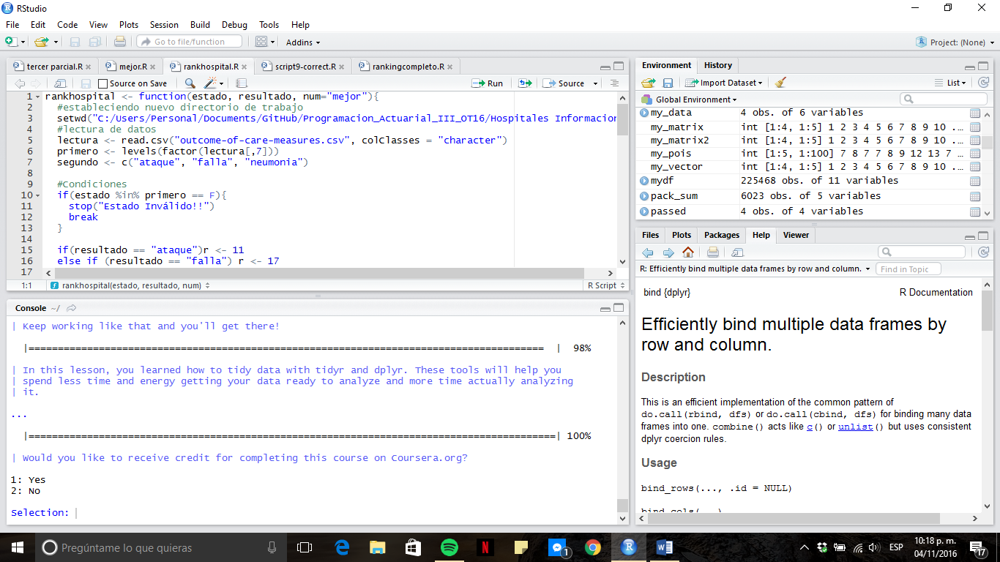 RStudio
File Edit Code View Plots Session Build Debug Tools Help
Go to file/function Addins Project: (None)
tercer parcial.R mejor.R rankhospital.R script9-correct.R rankingcompleto.R
Source on Save Run Source
1 rankhospital <- function(estado, resultado, num="mejor"){
2 #estableciendo nuevo directorio de trabajo
3 setwd("C:/Users/Personal/Documents/GitHub/Programacion_Actuarial_III_OT16/Hospitales Informacion
4 #lectura de datos
5 lectura <- read.csv("outcome-of-care-measures.csv", colClasses = "character")
6 primero <- levels(factor(lectura[,7]))
7 segundo <- c("ataque", "falla", "neumonia")
8
9 #Condiciones
10 if(estado %in% primero == F){
11 stop("Estado Inválido!!")
12 break
13 }
14
15 if(resultado == "ataque")r <- 11
16 else if (resultado == "falla") r <- 17
17
1:1 rankhospital(estado, resultado, num) R Script
Console ~/
| Keep working like that and you'll get there!
|======================================================================================== | 98%
| In this lesson, you learned how to tidy data with tidyr and dplyr. These tools will help you
| spend less time and energy getting your data ready to analyze and more time actually analyzing
| it.
...
|==========================================================================================| 100%
| Would you like to receive credit for completing this course on Coursera.org?
1: Yes
2: No
Selection:
Environment History
Import Dataset List
Global Environment
my_data 4 obs. of 6 variables
my_matrix int [1:4, 1:5] 1 2 3 4 5 6 7 8 9 10 ...
my_matrix2 int [1:4, 1:5] 1 2 3 4 5 6 7 8 9 10 ...
my_pois int [1:5, 1:100] 7 8 7 7 8 9 12 13 7 ...
my_vector int [1:4, 1:5] 1 2 3 4 5 6 7 8 9 10 ...
mydf 225468 obs. of 11 variables
pack_sum 6023 obs. of 5 variables
passed 4 obs. of 4 variables
Files Plots Packages Help Viewer
R: Efficiently bind multiple data frames by row and column. Find in Topic
bind {dplyr} R Documentation
Efficiently bind multiple data frames by
row and column.
Description
This is an efficient implementation of the common pattern of
do.call(rbind, dfs) or do.call(cbind, dfs) for binding many data
frames into one. combine() acts like c() or unlist() but uses consistent
dplyr coercion rules.
Usage
bind_rows(..., .id = NULL)
bind_cols(...)
Pregúntame lo que quieras 1 ESP 10:18 p. m. 17
04/11/2016